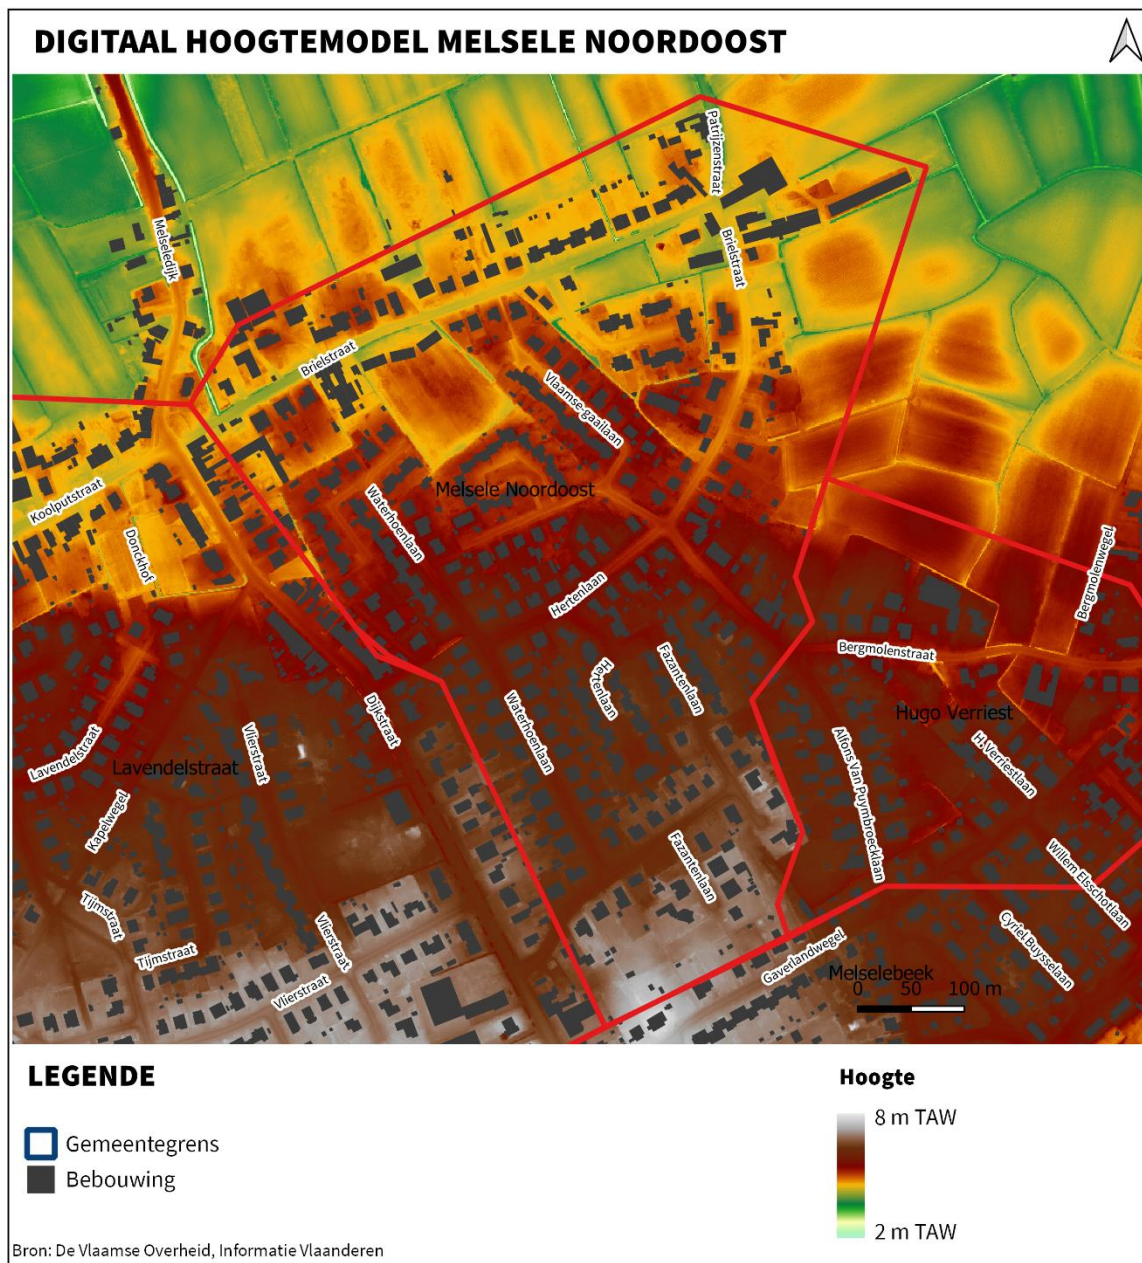 DIGITAAL HOOGTEMODEL MELSELE NOORDOOST
Patrijzenstraat
Melseledijk
Brielstraat
Brielstraat
Vlaamse-gaailaan
Koolputstraat
Melsele Noordoost
Waterhoenlaan
Donckhof
Bergmolenwegel
Hertenlaan
Bergmolenstraat
Hertenlaan
Fazantenlaan
Waterhoenlaan
Dijkstraat
Hugo Verriest
Vlierstraat
Lavendelstraat
Lavendelstraat
H.Verriestlaan
Alfons Van Puymbroecklaan
Kapelwegel
Fazantenlaan
Willem Elsschotlaan
Tijmstraat
Vlierstraat
Cyriel Buysselaan
Tijmstraat
Gaverlandwegel
Melselebeek
Vlierstraat
0 50 100 m
LEGENDE
Hoogte
Gemeentegrens
Bebouwing
8 m TAW
2 m TAW
Bron: De Vlaamse Overheid, Informatie Vlaanderen